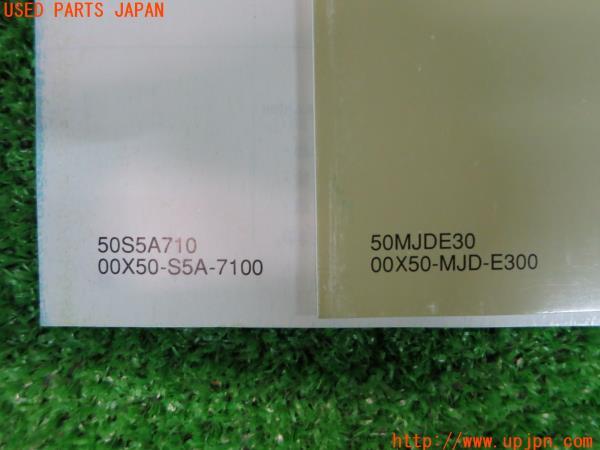 USED PARTS JAPAN
50S5A710
00X50-S5A-7100
50MJDE30
00X50-MJD-E300
http://www.upjpn.com